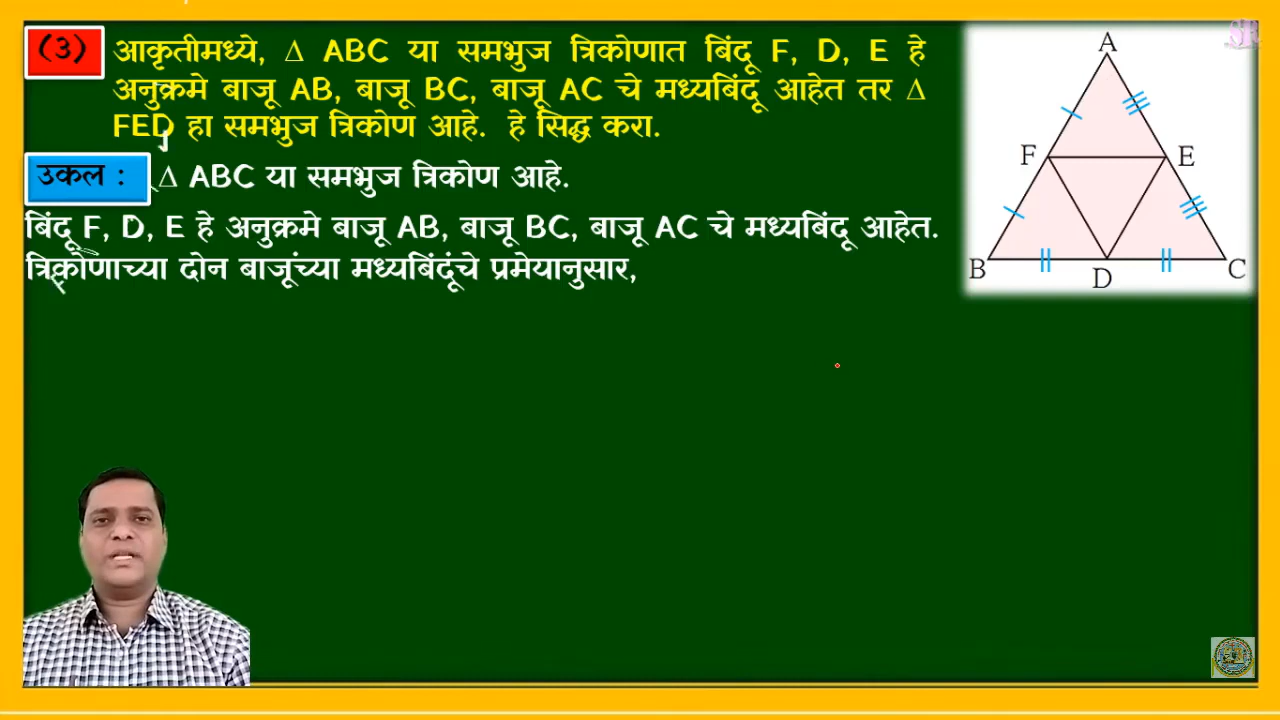 (३) आकृतीमध्ये, Δ ABC या समभुज त्रिकोणात बिंदू F, D, E हे
अनुक्रमे बाजू AB, बाजू BC, बाजू AC चे मध्यबिंदू आहेत तर Δ
FED हा समभुज त्रिकोण आहे. हे सिद्ध करा.
उकल : Δ ABC या समभुज त्रिकोण आहे.
बिंदू F, D, E हे अनुक्रमे बाजू AB, बाजू BC, बाजू AC चे मध्यबिंदू आहेत.
त्रिकोणाच्या दोन बाजूंच्या मध्यबिंदूंचे प्रमेयानुसार,
A
F E
B D C